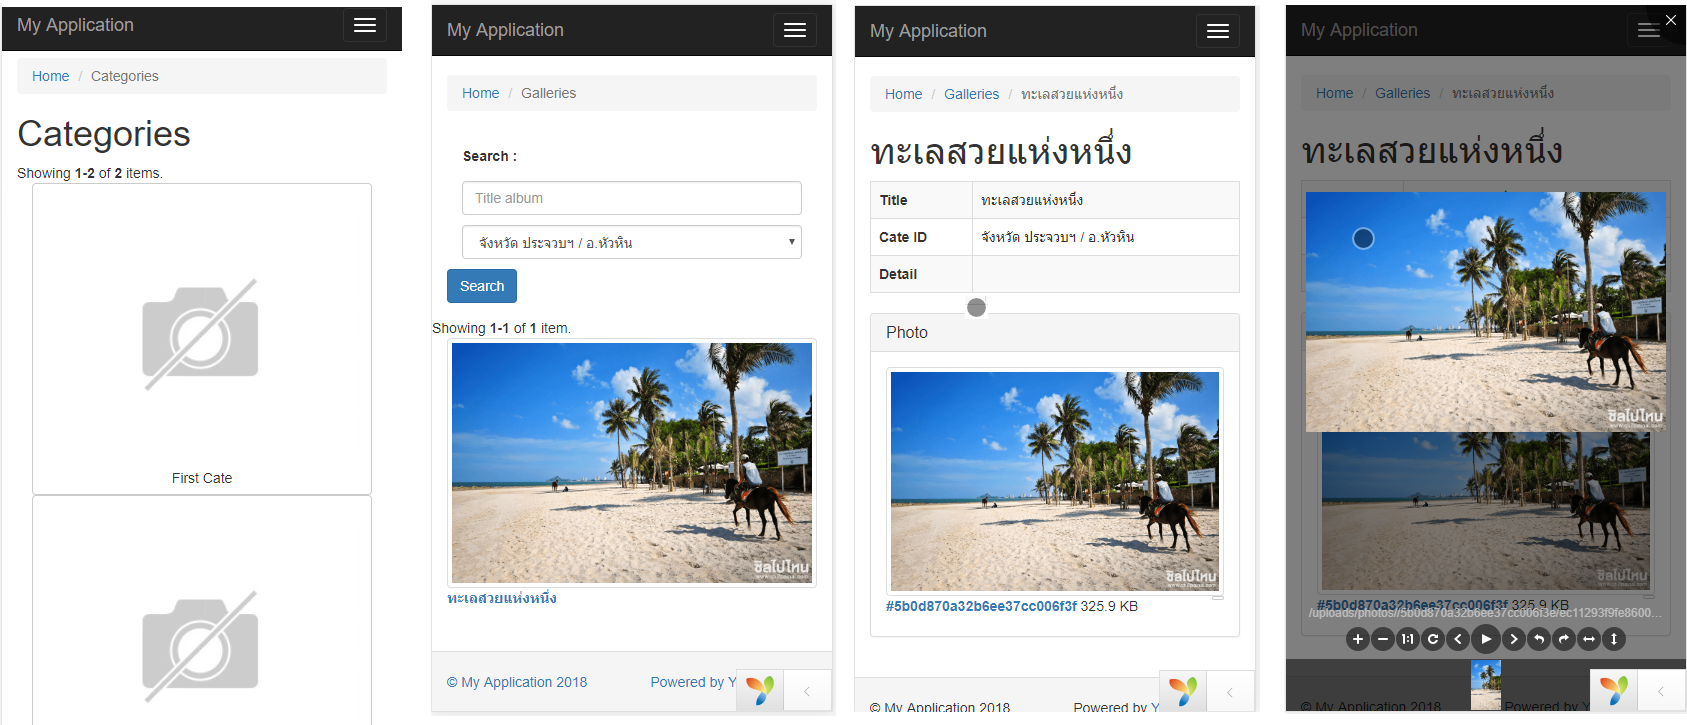 My Application
Home / Categories
Categories
Showing 1-2 of 2 items.
First Cate
My Application
Home / Galleries
Search :
Title album
จังหวัด ประจวบฯ / อ.หัวหิน
Search
Showing 1-1 of 1 item.
ชิลไปไหน
ทะเลสวยแห่งหนึ่ง
© My Application 2018
Powered by Y
My Application
Home / Galleries / ทะเลสวยแห่งหนึ่ง
ทะเลสวยแห่งหนึ่ง
Title ทะเลสวยแห่งหนึ่ง
Cate ID จังหวัด ประจวบฯ / อ.หัวหิน
Detail
Photo
ชิลไปไหน
#5b0d870a32b6ee37cc006f3f 325.9 KB
© My Application 2018
Powered by Y
My Application
Home / Galleries / ทะเลสวยแห่งหนึ่ง
ทะเลสวยแห่งหนึ่ง
ชิลไปไหน
ชิลไปไหน
#5b0d870a32b6ee37cc006f3f 325.9 KB
/uploads/photos//5b0d870a32b6ee37cc006f3e/ec11293f9fe8600...
1:1
© My Application 2018
Powered by Y